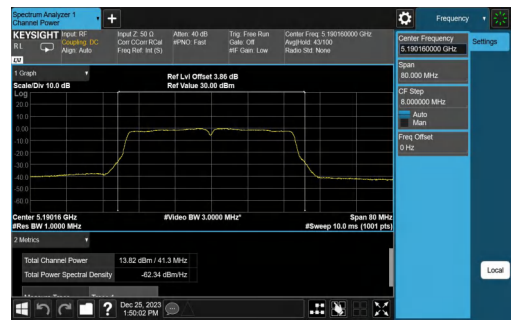 Spectrum Analyzer 1
Channel Power
+
Frequency
KEYSIGHT
RL
Input: RF
Coupling: DC
Align: Auto
Input Z: 50 Ω
Corr CCorr RCal
Freq Ref: Int (S)
Atten: 40 dB
#PNO: Fast
Trig: Free Run
Gate: Off
#IF Gain: Low
Center Freq: 5.190160000 GHz
Avg|Hold: 43/100
Radio Std: None
LW
Center Frequency
5.190160000 GHz
Settings
Span
80.000 MHz
CF Step
8.000000 MHz
Auto
Man
Freq Offset
0 Hz
Local
1 Graph
Scale/Div 10.0 dB
Ref Lvl Offset 3.86 dB
Ref Value 30.00 dBm
Log
20.0
10.0
0.00
-10.0
-20.0
-30.0
-40.0
-50.0
-60.0
Center 5.19016 GHz
#Video BW 3.0000 MHz*
Span 80 MHz
#Res BW 1.0000 MHz
#Sweep 10.0 ms (1001 pts)
2 Metrics
Total Channel Power 13.82 dBm / 41.3 MHz
Total Power Spectral Density -62.34 dBm/Hz
?
Dec 25, 2023
1:50:02 PM